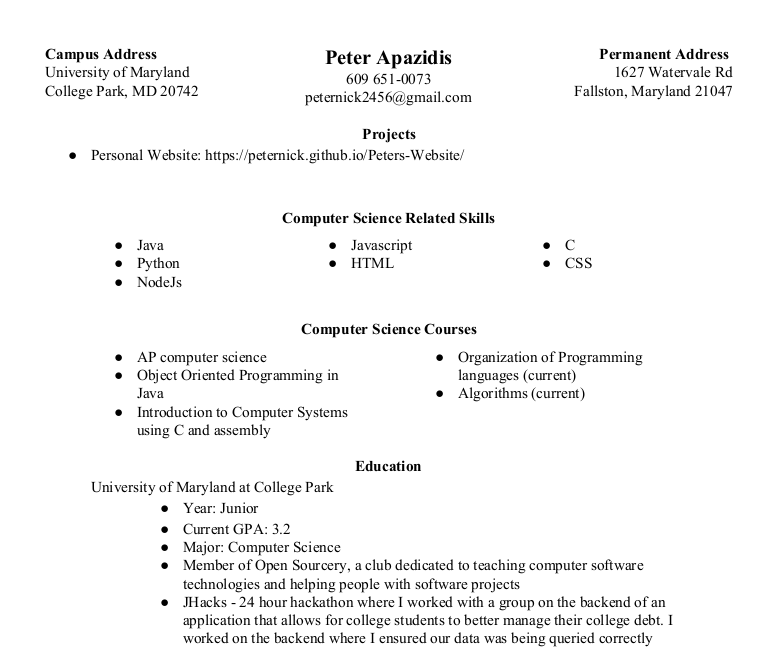 Campus Address
University of Maryland
College Park, MD 20742
Peter Apazidis
609 651-0073
peternick2456@gmail.com
Permanent Address
1627 Watervale Rd
Fallston, Maryland 21047
Projects
● Personal Website: https://peternick.github.io/Peters-Website/
Computer Science Related Skills
● Java
● Python
● NodeJs
● Javascript
● HTML
● C
● CSS
Computer Science Courses
● AP computer science
● Object Oriented Programming in
Java
● Introduction to Computer Systems
using C and assembly
● Organization of Programming
languages (current)
● Algorithms (current)
Education
University of Maryland at College Park
● Year: Junior
● Current GPA: 3.2
● Major: Computer Science
● Member of Open Sourcery, a club dedicated to teaching computer software
technologies and helping people with software projects
● JHacks - 24 hour hackathon where I worked with a group on the backend of an
application that allows for college students to better manage their college debt. I
worked on the backend where I ensured our data was being queried correctly